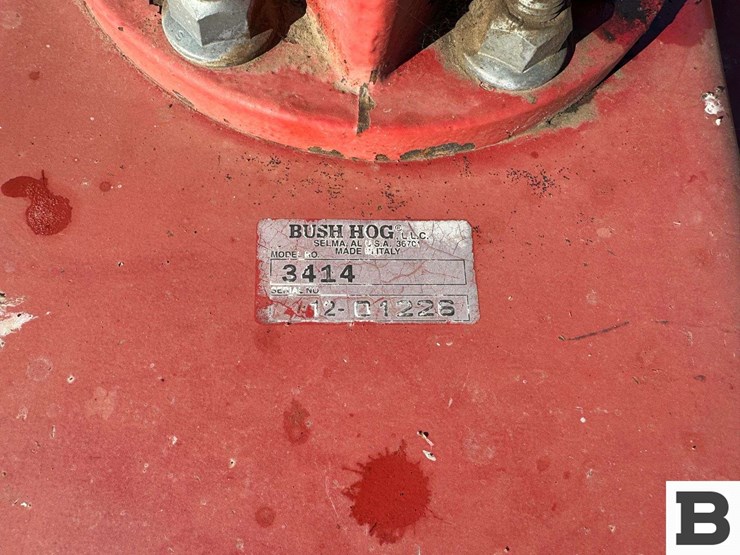 BUSH HOG® L.L.C.
SELMA, AL U.S.A. 36701
MADE IN ITALY
MODEL NO.
3414
SERIAL NO
12-01226
B